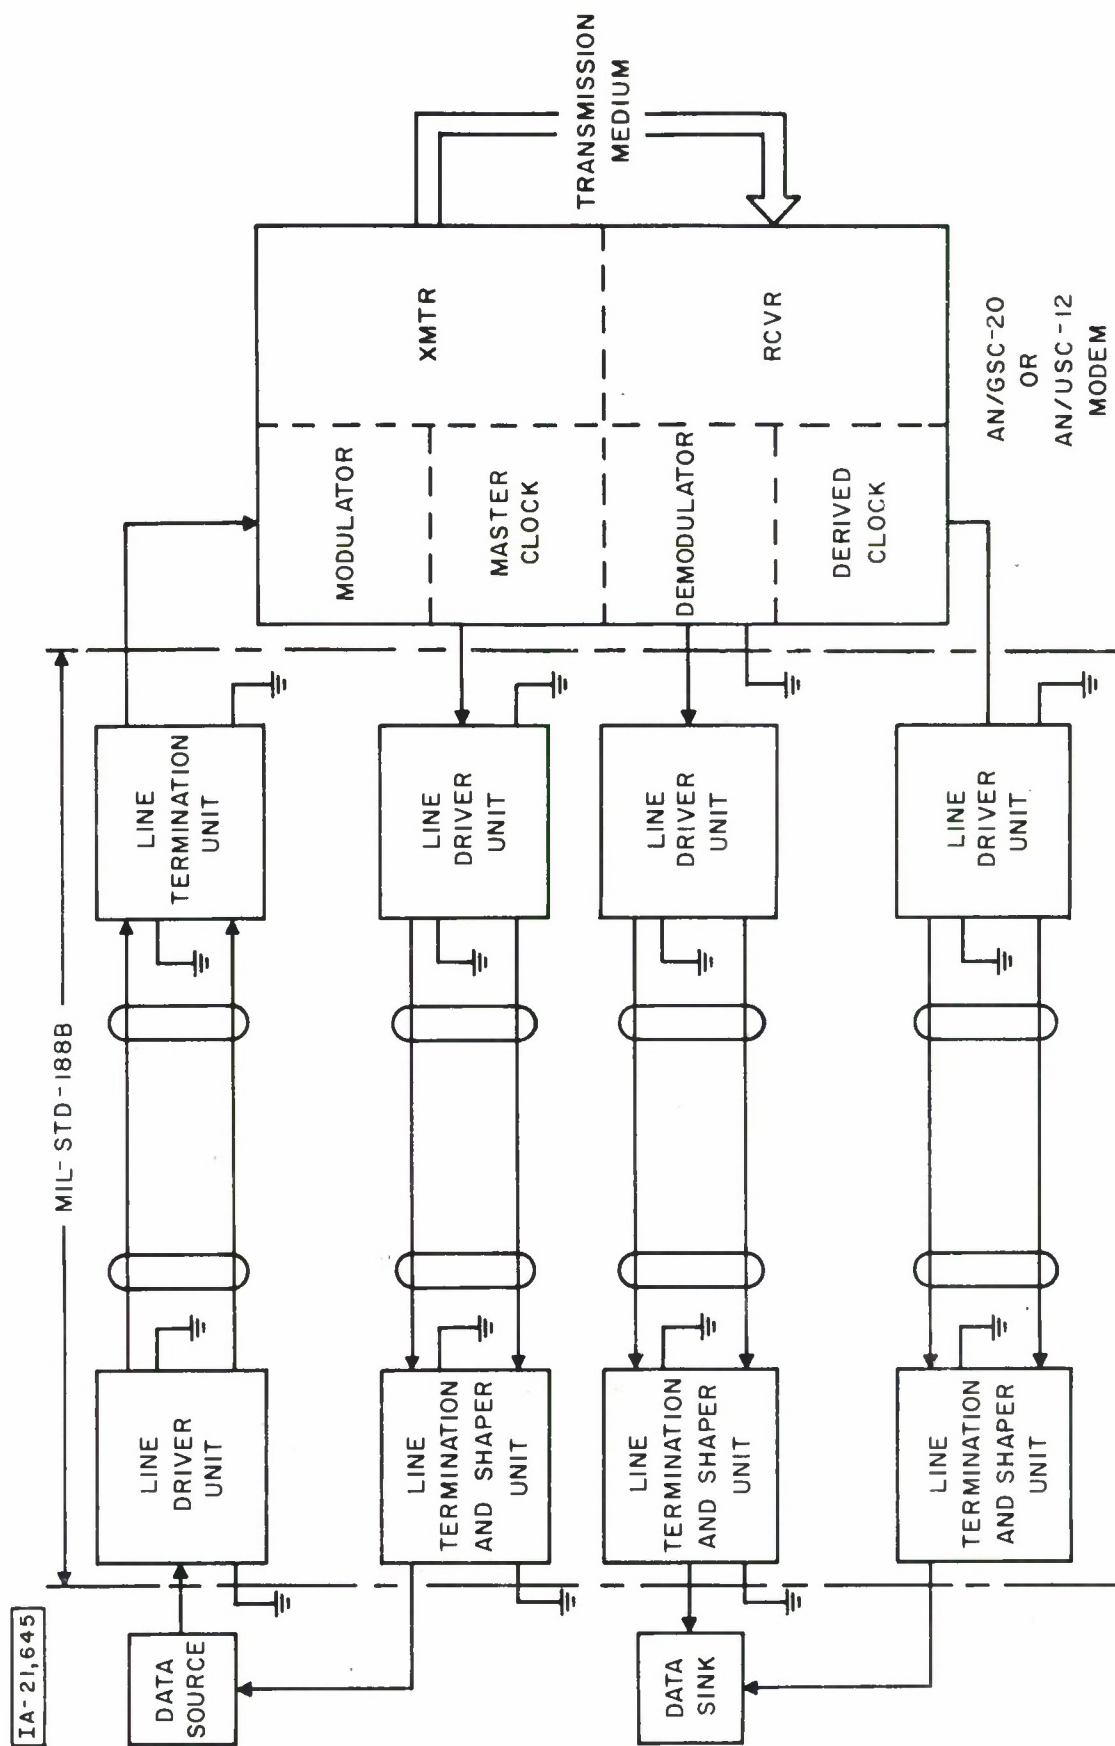 IA-21,645
MIL-STD-188B
DATA
SOURCE
LINE
DRIVER
UNIT
LINE
TERMINATION
UNIT
LINE
TERMINATION
AND SHAPER
UNIT
LINE
DRIVER
UNIT
DATA
SINK
LINE
TERMINATION
AND SHAPER
UNIT
LINE
DRIVER
UNIT
LINE
TERMINATION
AND SHAPER
UNIT
LINE
DRIVER
UNIT
MODULATOR
MASTER
CLOCK
DEMODULATOR
DERIVED
CLOCK
XMTR
RCVR
TRANSMISSION
MEDIUM
AN/GSC-20
OR
AN/USC-12
MODEM